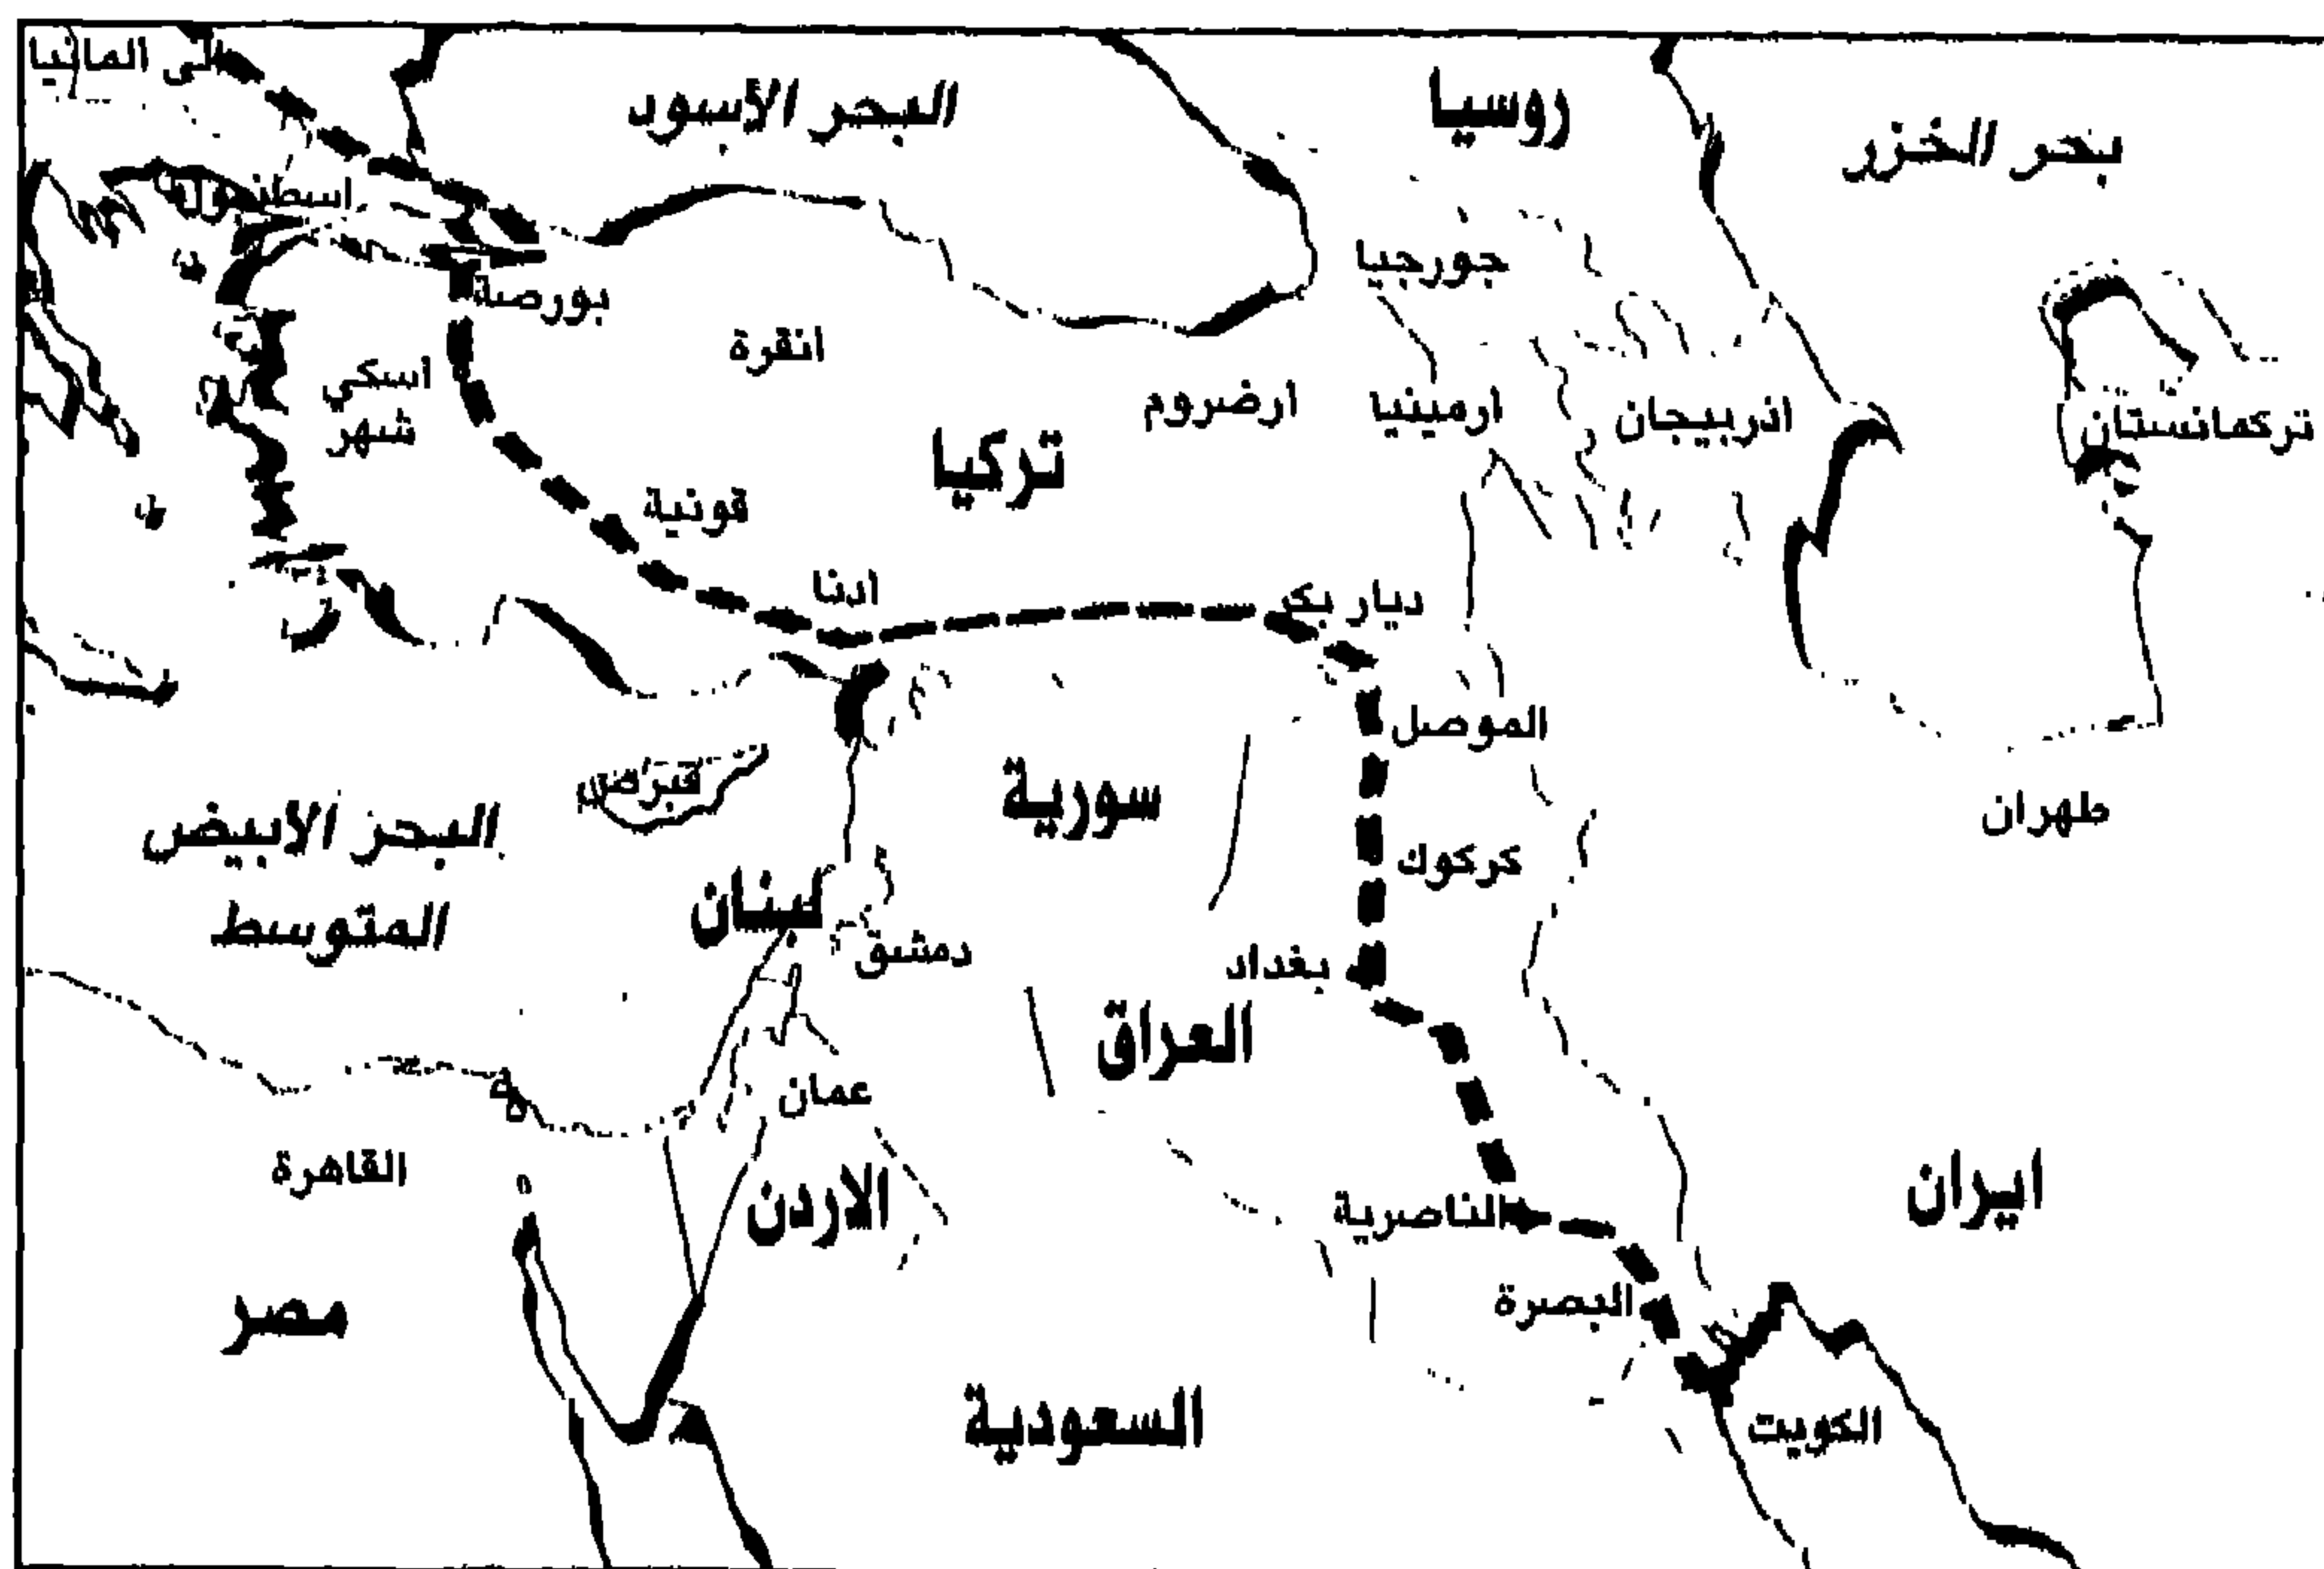 الى المانيا
البحر الأسود
روسيا
بحر الخزر
اسطنبول
جورجيا
بورصة
انقرة
اسكي
شهر
ارضروم
ارمينيا
اذربيجان
تركمانستان
تركيا
قونية
ادنا
ديار بكر
الموصل
قبرص
سورية
طهران
البحر الأبيض
المتوسط
كركوك
لبنان
دمشق
بغداد
العراق
عمان
القاهرة
الاردن
الناصرية
ايران
البصرة
مصر
السعودية
الكويت